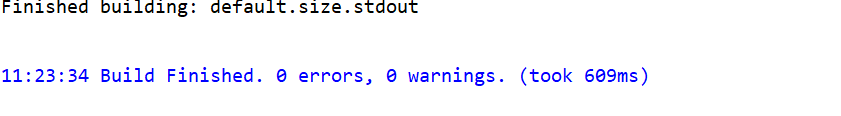 Finished building: default.size.stdout
11:23:34 Build Finished. 0 errors, 0 warnings. (took 609ms)